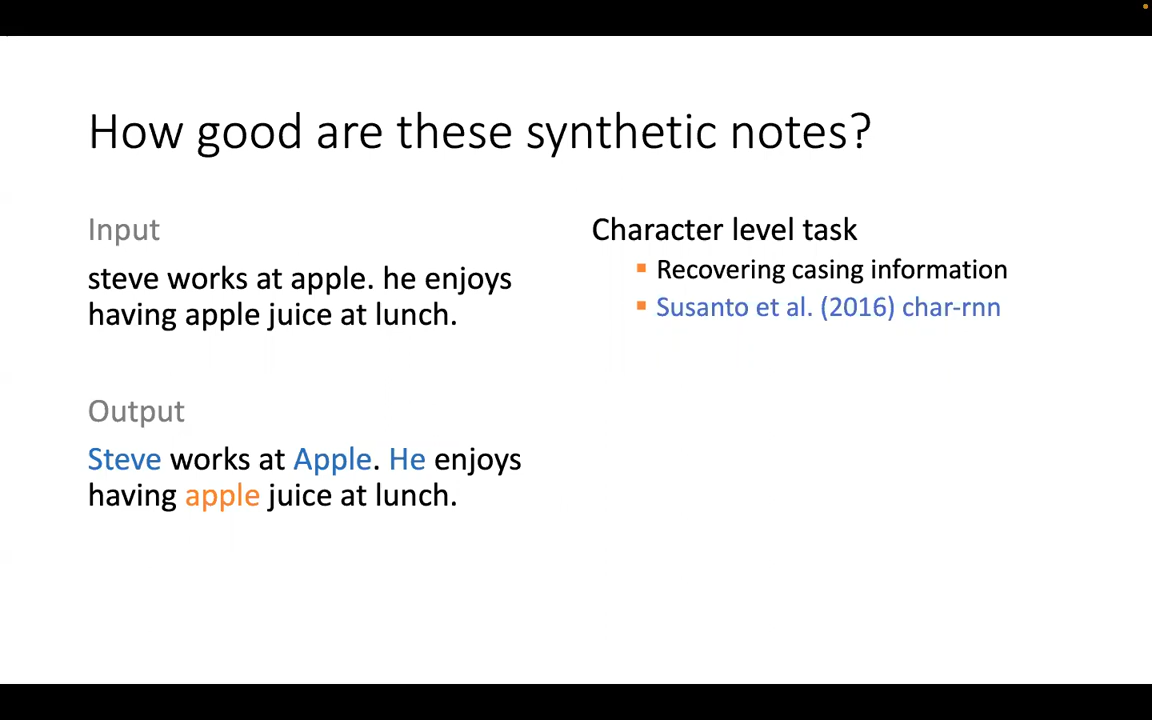 How good are these synthetic notes?
Input
steve works at apple. he enjoys
having apple juice at lunch.
Output
Steve works at Apple. He enjoys
having apple juice at lunch.
Character level task
▪ Recovering casing information
▪ Susanto et al. (2016) char-rnn